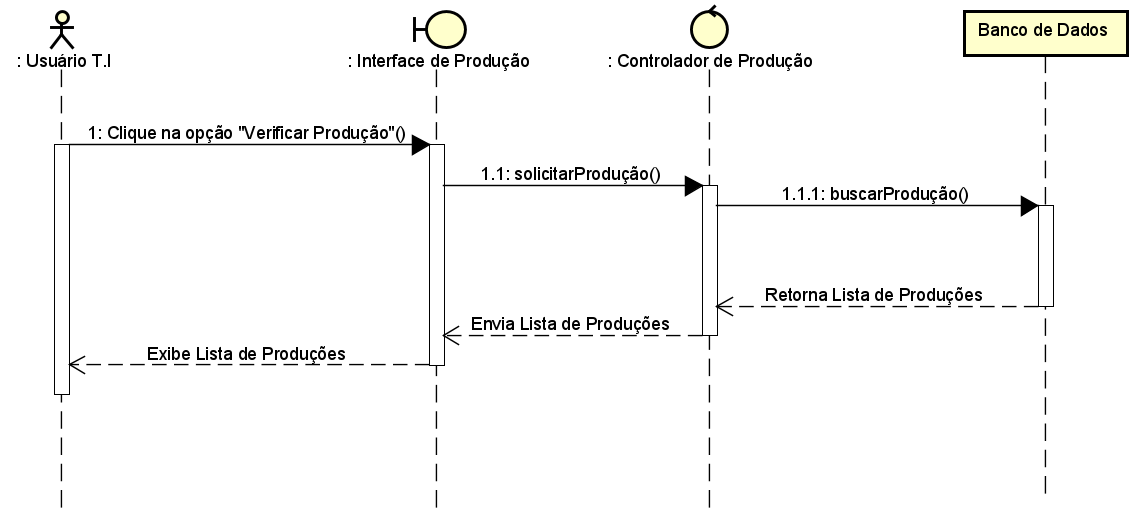 : Usuário T.I
: Interface de Produção
: Controlador de Produção
Banco de Dados
1: Clique na opção "Verificar Produção"()
1.1: solicitarProdução()
1.1.1: buscarProdução()
Retorna Lista de Produções
Envia Lista de Produções
Exibe Lista de Produções